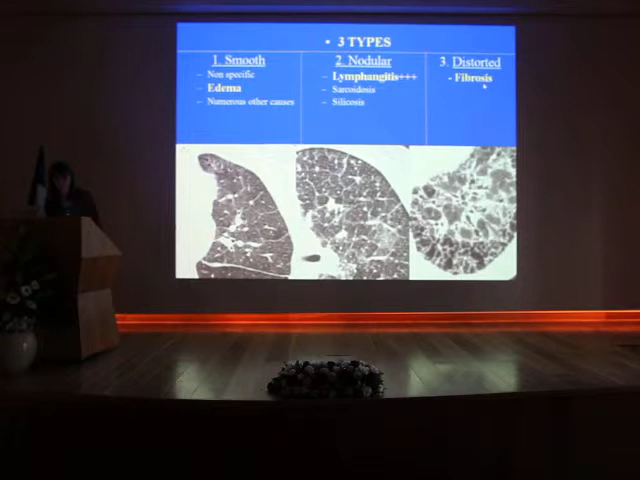 • 3 TYPES
1. Smooth
– Non specific
– Edema
– Numerous other causes
2. Nodular
– Lymphangitis+++
– Sarcoidosis
– Silicosis
3. Distorted
- Fibrosis